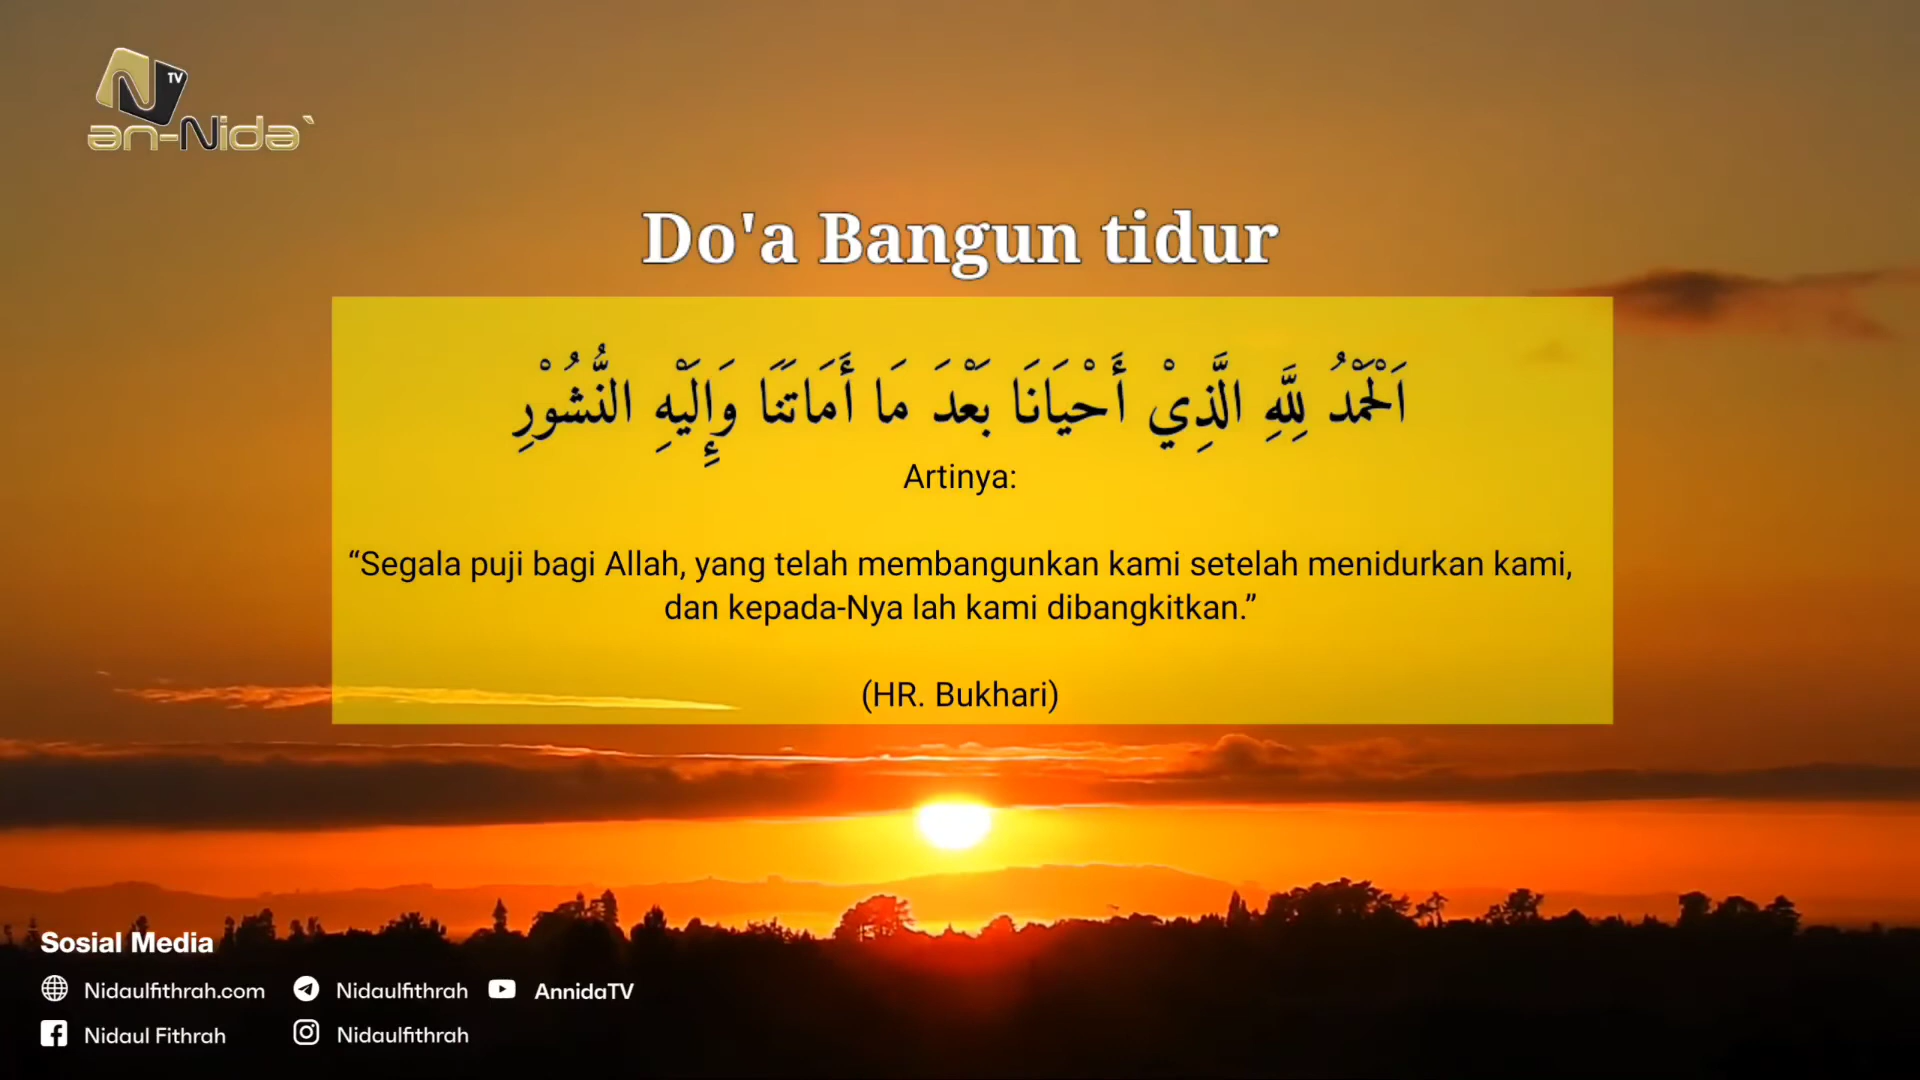 TV
an-Nida`
Do'a Bangun tidur
اَلْحَمْدُ لِلَّهِ الَّذِيْ أَحْيَانَا بَعْدَ مَا أَمَاتَنَا وَإِلَيْهِ النُّشُوْرِ
Artinya:
“Segala puji bagi Allah, yang telah membangunkan kami setelah menidurkan kami,
dan kepada-Nya lah kami dibangkitkan.”
(HR. Bukhari)
Sosial Media
Nidaulfithrah.com Nidaulfithrah AnnidaTV
Nidaul Fithrah Nidaulfithrah